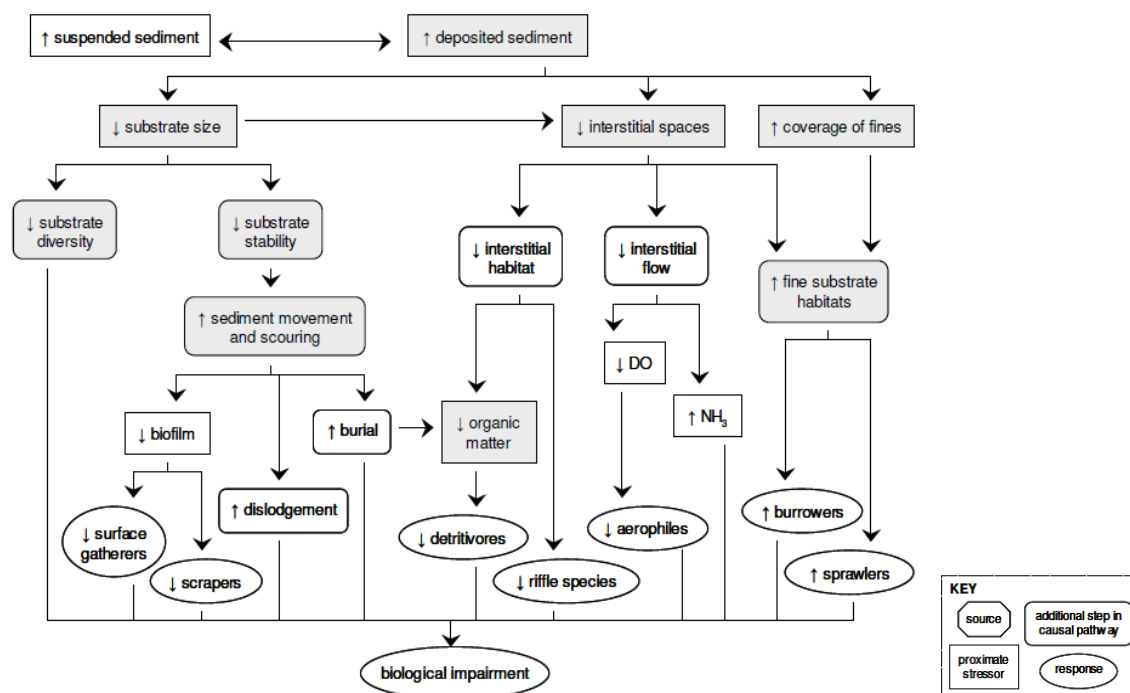 ↑ suspended sediment
↑ deposited sediment
↓ substrate size
↓ interstitial spaces
↑ coverage of fines
↓ substrate
diversity
↓ substrate
stability
↓ interstitial
habitat
↓ interstitial
flow
↑ fine substrate
habitats
↑ sediment movement
and scouring
↓ DO
↓ biofilm
↑ burial
↓ organic
matter
↑ NH₃
↓ surface
gatherers
↑ dislodgement
↓ detritivores
↓ aerophiles
↑ burrowers
↓ scrapers
↓ riffle species
↑ sprawlers
biological impairment
KEY
source
additional step in
causal pathway
proximate
stressor
response